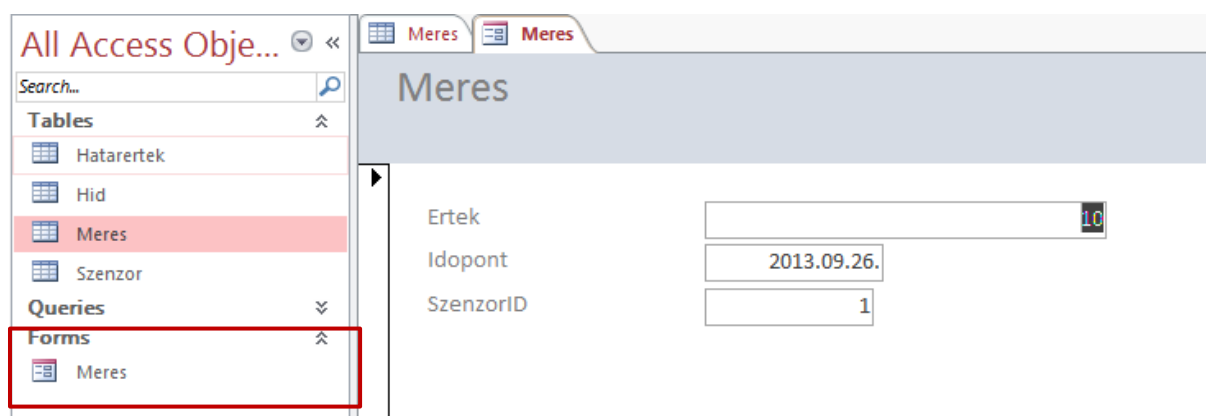 All Access Obje...
Search...
Tables
Hatarertek
Hid
Meres
Szenzor
Queries
Forms
Meres
Meres Meres
Meres
Ertek 10
Idopont 2013.09.26.
SzenzorID 1